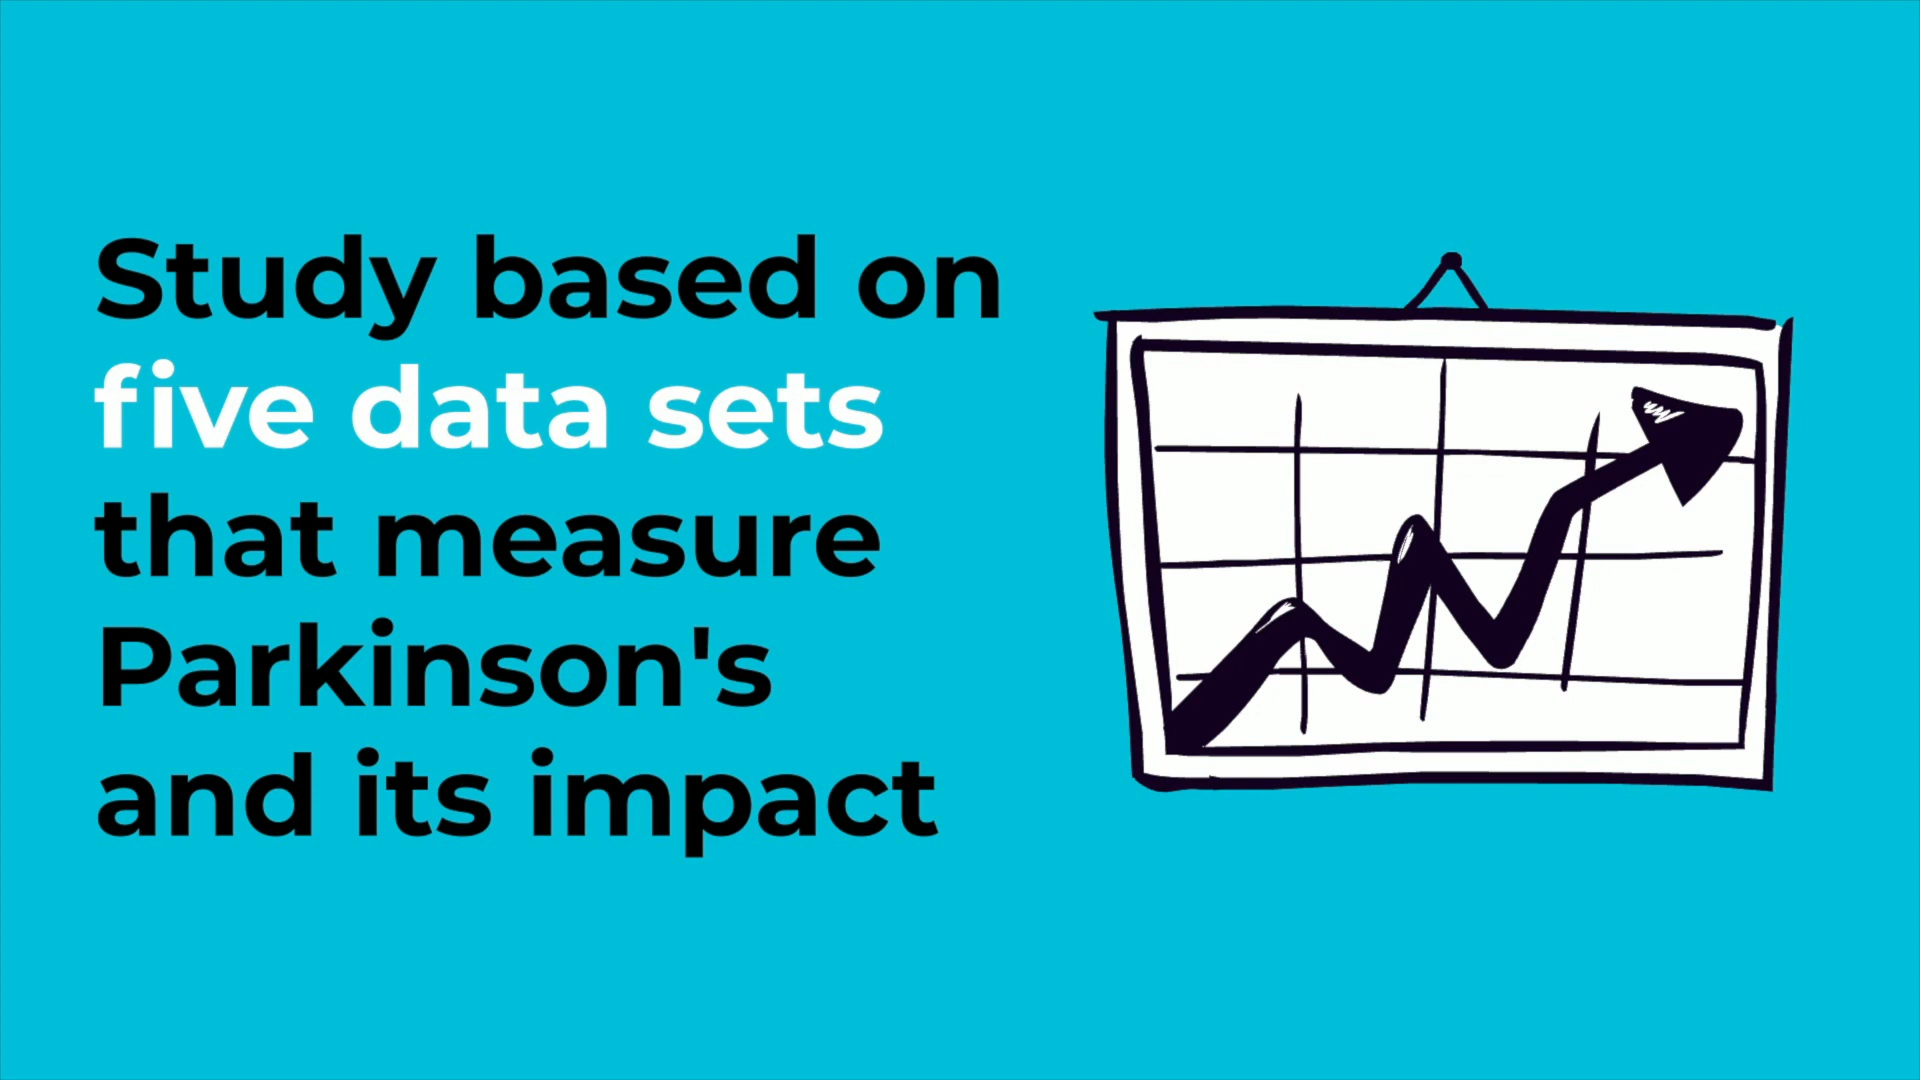 Study based on
five data sets
that measure
Parkinson's
and its impact